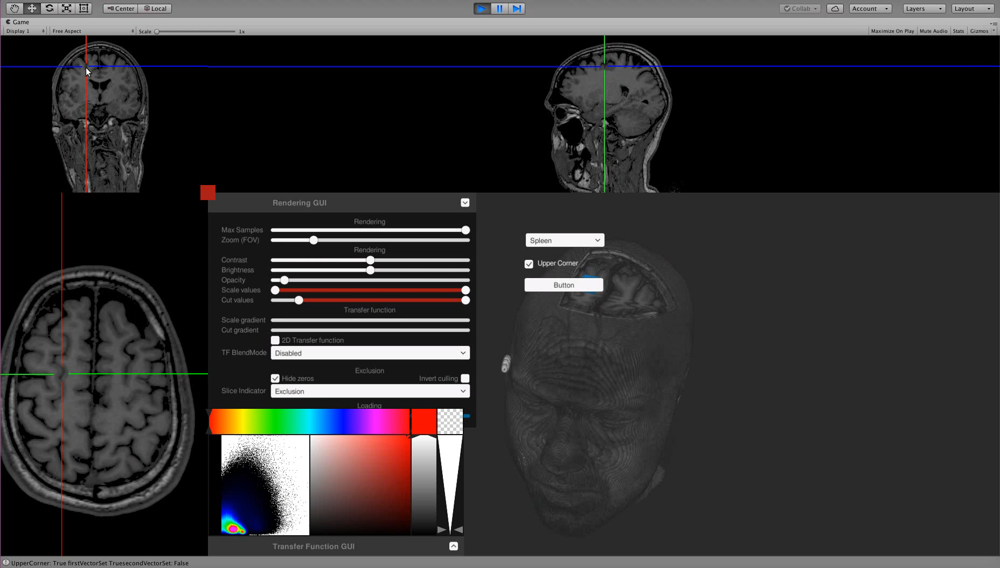 Center Local Collab Account Layers Layout
Game
Display 1 Free Aspect Scale 1x Maximize On Play Mute Audio Stats Gizmos
Rendering GUI
Rendering
Max Samples
Zoom (FOV)
Rendering
Contrast
Brightness
Opacity
Scale values
Cut values
Transfer function
Scale gradient
Cut gradient
2D Transfer function
TF BlendMode Disabled
Exclusion
Hide zeros Invert culling
Slice Indicator Exclusion
Loading
Spleen
Upper Corner
Button
Transfer Function GUI
UpperCorner: True firstVectorSet TruesecondVectorSet: False